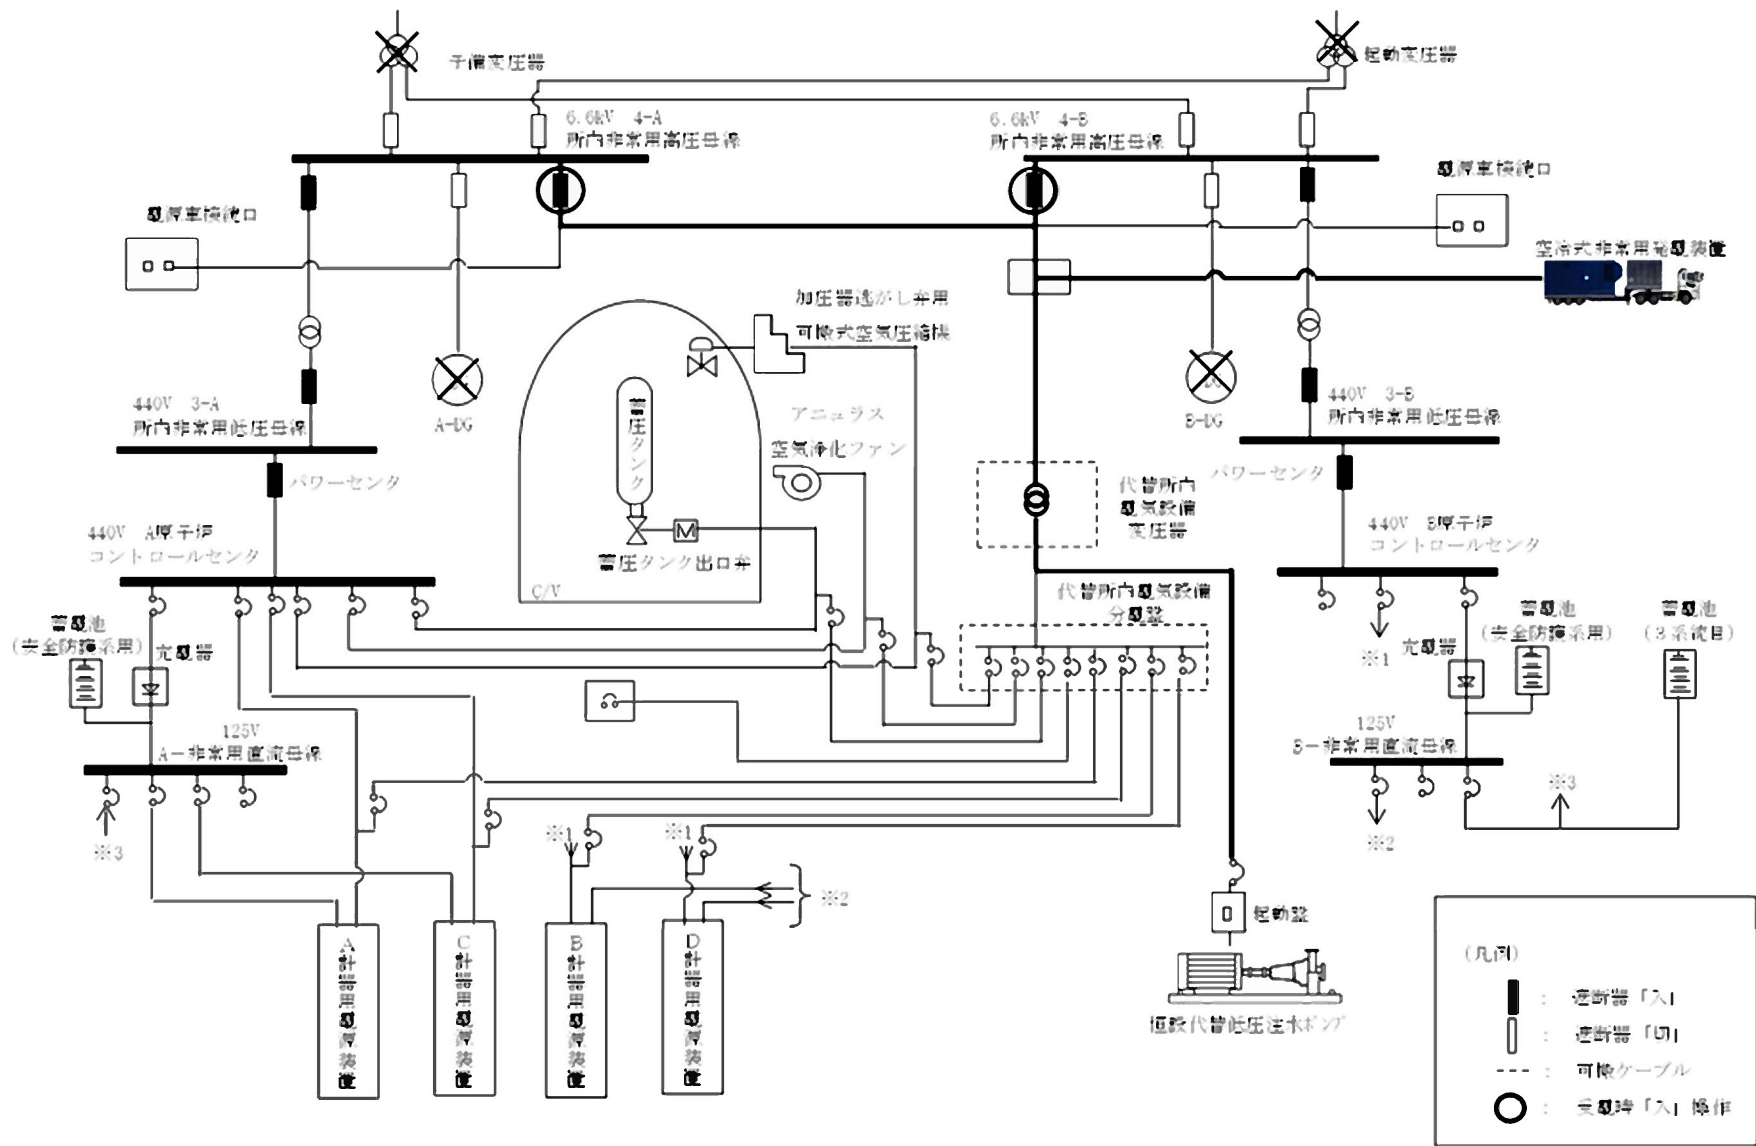 予備変圧器
起動変圧器
6.6kV 4-A
所内非常用高圧母線
6.6kV 4-B
所内非常用高圧母線
電源車接続口
電源車接続口
空冷式非常用発電装置
加圧器逃がし弁用
可搬式空気圧縮機
蓄圧タンク
アニュラス
空気浄化ファン
A-DG
B-DG
440V 3-A
所内非常用低圧母線
パワーセンタ
440V 3-B
所内非常用低圧母線
パワーセンタ
代替所内
電気設備
変圧器
440V A原子炉
コントロールセンタ
440V B原子炉
コントロールセンタ
M
蓄圧タンク出口弁
C/V
代替所内電気設備
分電盤
蓄電池
(安全防護系用)
充電器
※1
充電器
蓄電池
(安全防護系用)
蓄電池
(3系統目)
125V
A-非常用直流母線
125V
B-非常用直流母線
※3
※3
※2
※1
※1
※2
起動盤
A計器用電源装置
C計器用電源装置
B計器用電源装置
D計器用電源装置
恒設代替低圧注水ポンプ
(凡例)
: 遮断器「入」
: 遮断器「切」
: 可搬ケーブル
: 受電時「入」操作